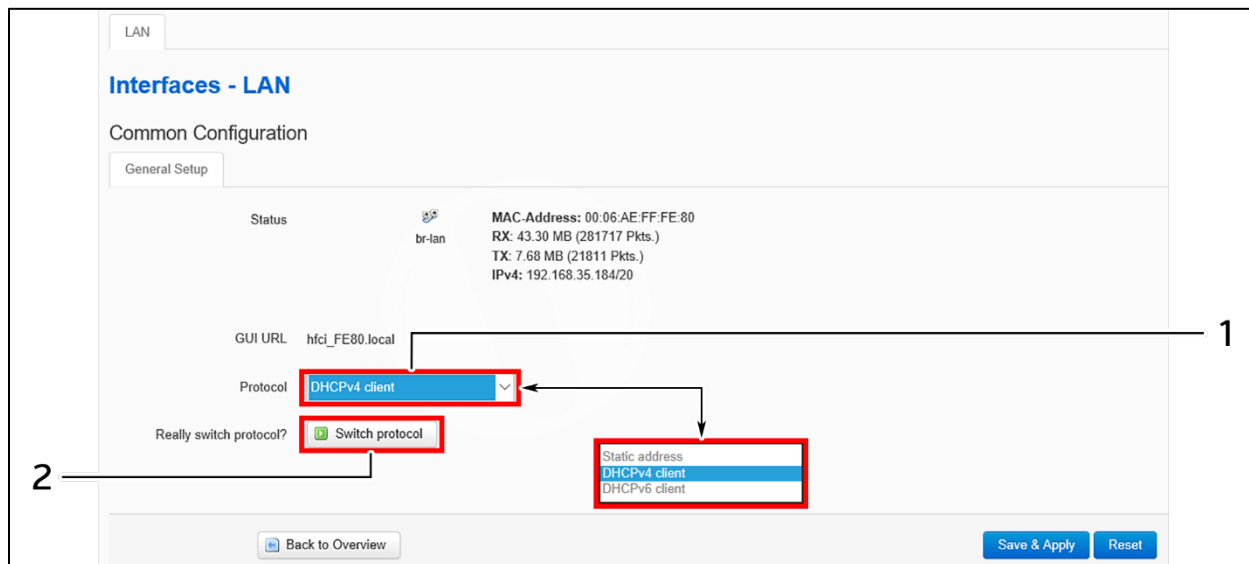 LAN
Interfaces - LAN
Common Configuration
General Setup
Status
br-lan
MAC-Address: 00:06:AE:FF:FE:80
RX: 43.30 MB (281717 Pkts.)
TX: 7.68 MB (21811 Pkts.)
IPv4: 192.168.35.184/20
GUI URL hfci_FE80.local
1
Protocol DHCPv4 client
Really switch protocol? Switch protocol
2
Static address
DHCPv4 client
DHCPv6 client
Back to Overview Save & Apply Reset